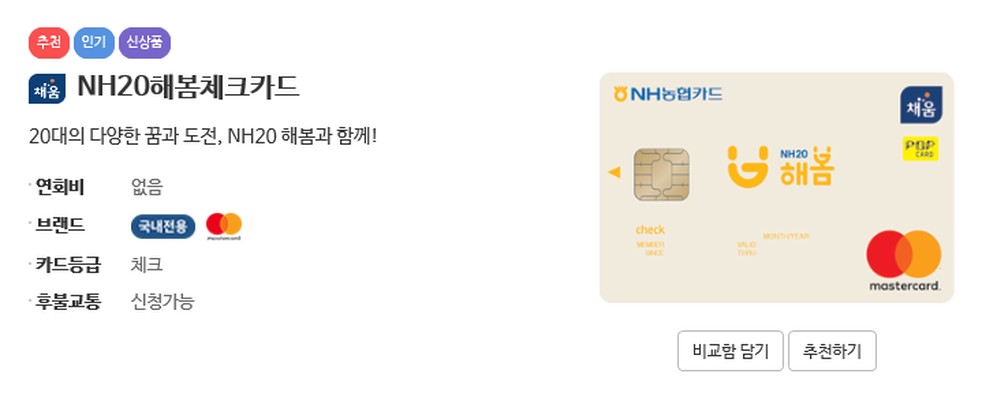 추천 인기 신상품
채움 NH20해봄체크카드
20대의 다양한 꿈과 도전, NH20 해봄과 함께!
· 연회비 없음
· 브랜드 국내전용 mastercard
· 카드등급 체크
· 후불교통 신청가능
NH농협카드
채움
POP
CARD
NH20
해봄
check
MEMBER
SINCE
MONTH/YEAR
VALID
THRU
mastercard.
비교함 담기 추천하기